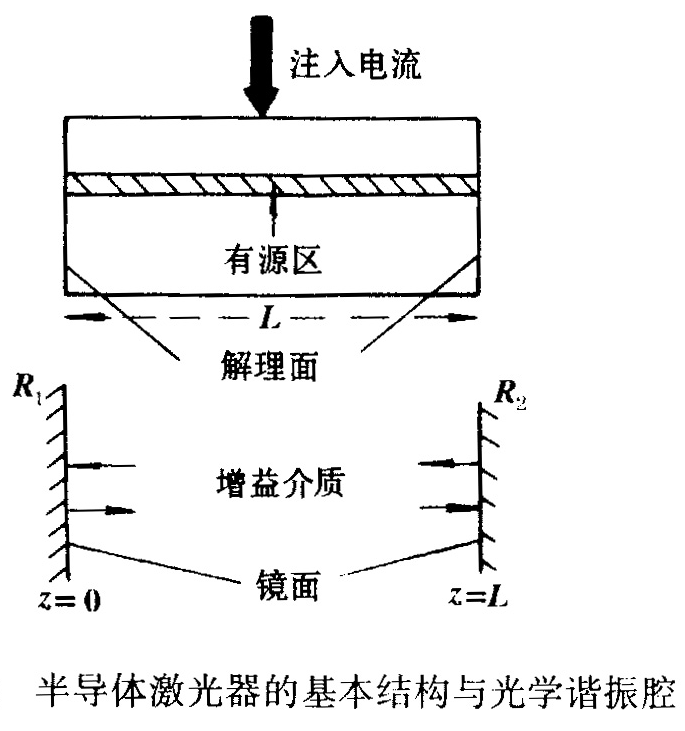 注入电流
有源区
L
解理面
R₁
R₂
增益介质
镜面
z=0
z=L
半导体激光器的基本结构与光学谐振腔